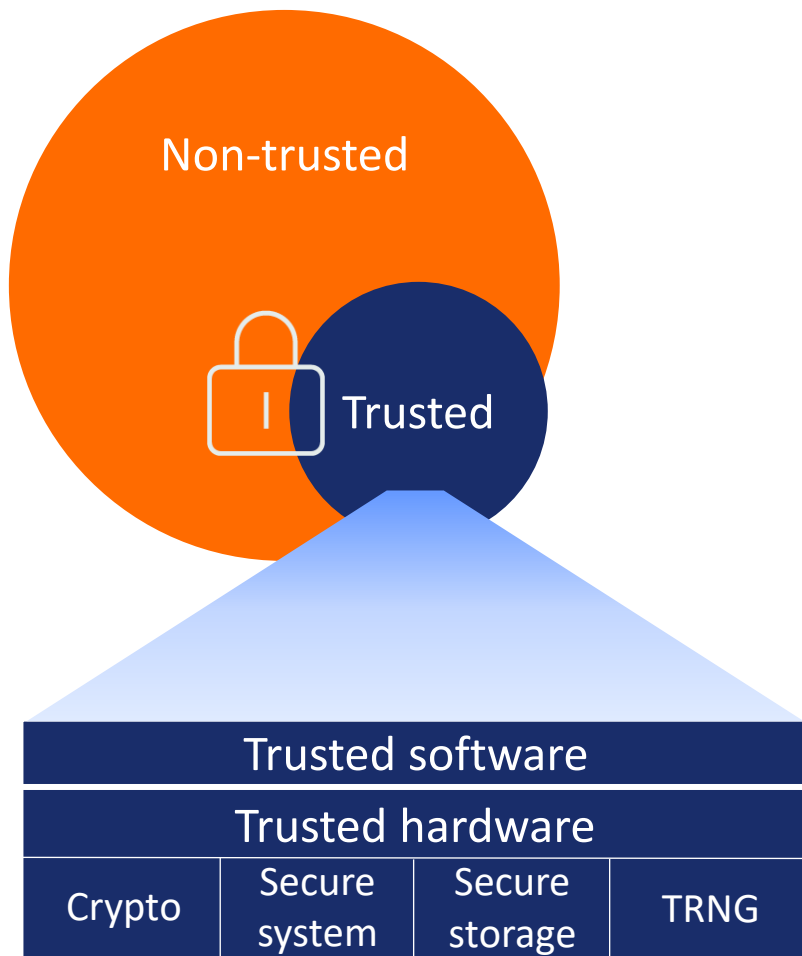 Non-trusted
Trusted
Trusted software
Trusted hardware
Crypto
Secure
system
Secure
storage
TRNG